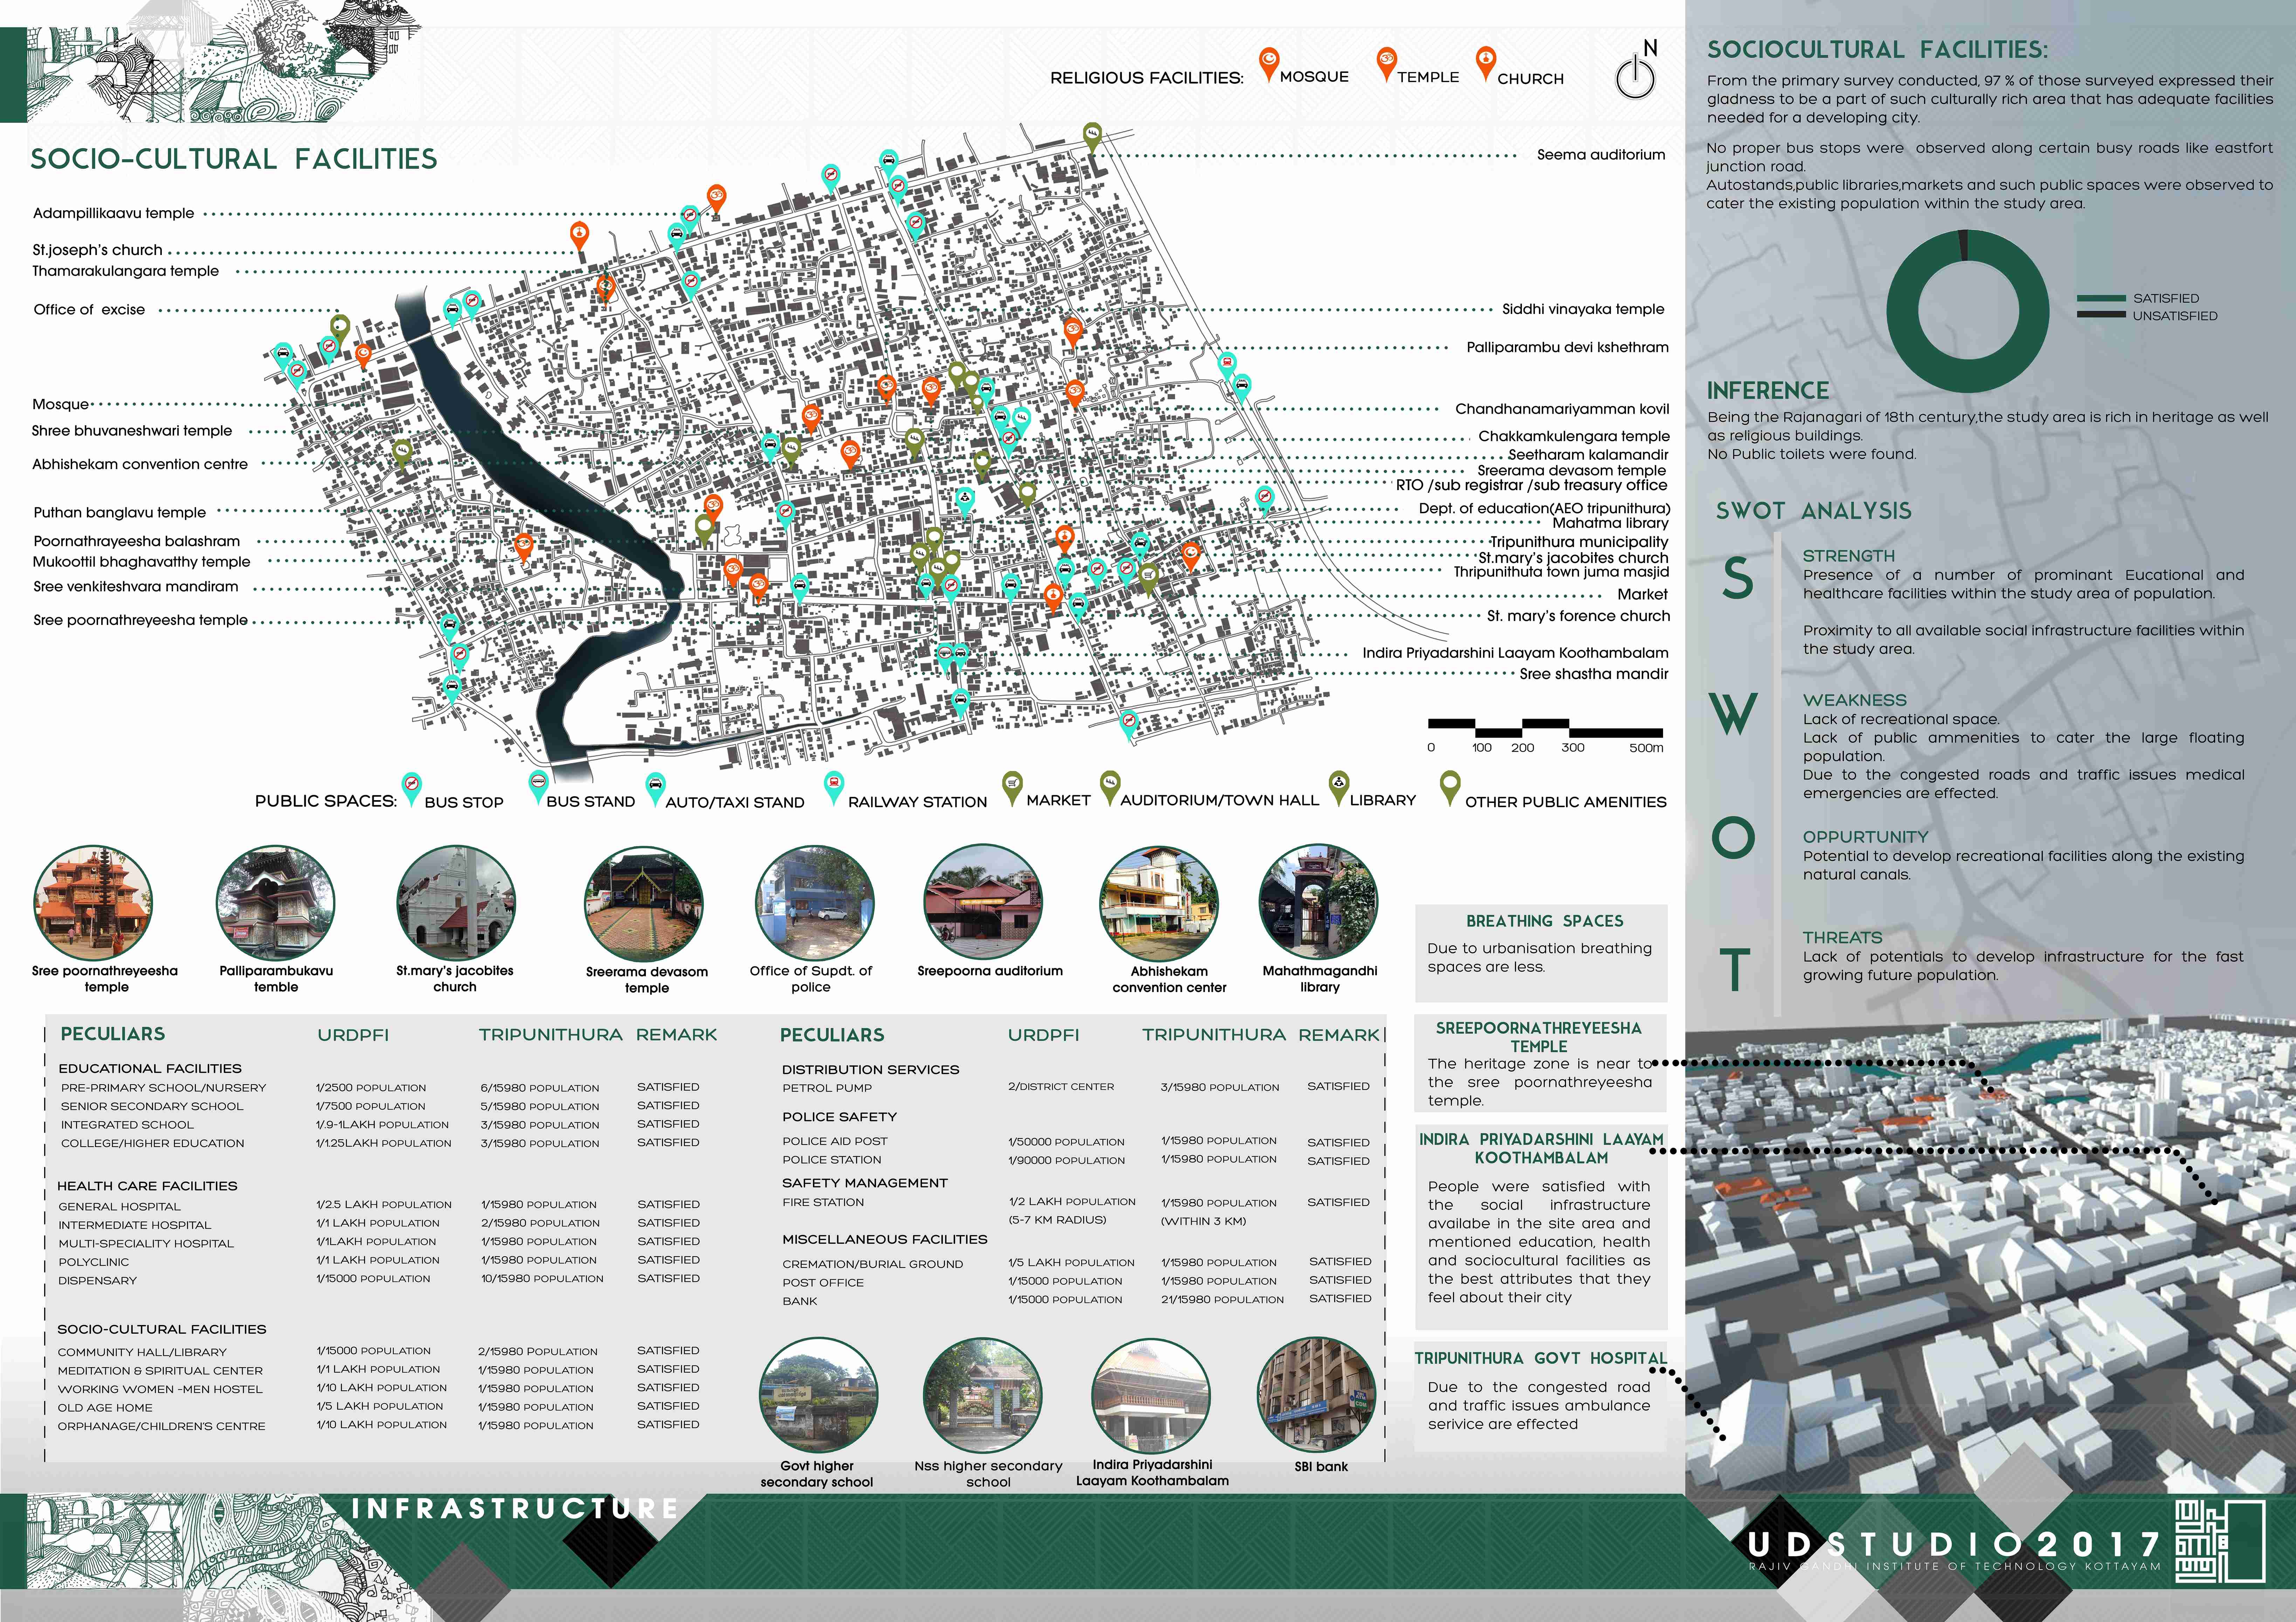 RELIGIOUS FACILITIES: MOSQUE TEMPLE CHURCH
N
SOCIO-CULTURAL FACILITIES
Adampillikaavu temple
St.joseph's church
Thamarakulangara temple
Office of excise
Mosque
Shree bhuvaneshwari temple
Abhishekam convention centre
Puthan banglavu temple
Poornathrayeesha balashram
Mukoottil bhaghavatthy temple
Sree venkiteshvara mandiram
Sree poornathreyeesha temple
Seema auditorium
Siddhi vinayaka temple
Palliparambu devi kshethram
Chandhanamariyamman kovil
Chakkamkulengara temple
Seetharam kalamandir
Sreerama devasom temple
RTO /sub registrar /sub treasury office
Dept. of education(AEO tripunithura)
Mahatma library
Tripunithura municipality
St.mary's jacobites church
Thripunithuta town juma masjid
Market
St. mary's forence church
Indira Priyadarshini Laayam Koothambalam
Sree shastha mandir
0 100 200 300 500m
PUBLIC SPACES: BUS STOP BUS STAND AUTO/TAXI STAND RAILWAY STATION MARKET AUDITORIUM/TOWN HALL LIBRARY OTHER PUBLIC AMENITIES
Sree poornathreyeesha
temple
Palliparambukavu
temble
St.mary's jacobites
church
Sreerama devasom
temple
Office of Supdt. of
police
Sreepoorna auditorium
Abhishekam
convention center
Mahathmagandhi
library
PECULIARS URDPFI TRIPUNITHURA REMARK
EDUCATIONAL FACILITIES
PRE-PRIMARY SCHOOL/NURSERY 1/2500 POPULATION 6/15980 POPULATION SATISFIED
SENIOR SECONDARY SCHOOL 1/7500 POPULATION 5/15980 POPULATION SATISFIED
INTEGRATED SCHOOL 1/.9-1LAKH POPULATION 3/15980 POPULATION SATISFIED
COLLEGE/HIGHER EDUCATION 1/1.25LAKH POPULATION 3/15980 POPULATION SATISFIED
HEALTH CARE FACILITIES
GENERAL HOSPITAL 1/2.5 LAKH POPULATION 1/15980 POPULATION SATISFIED
INTERMEDIATE HOSPITAL 1/1 LAKH POPULATION 2/15980 POPULATION SATISFIED
MULTI-SPECIALITY HOSPITAL 1/1LAKH POPULATION 1/15980 POPULATION SATISFIED
POLYCLINIC 1/1 LAKH POPULATION 1/15980 POPULATION SATISFIED
DISPENSARY 1/15000 POPULATION 10/15980 POPULATION SATISFIED
SOCIO-CULTURAL FACILITIES
COMMUNITY HALL/LIBRARY 1/15000 POPULATION 2/15980 POPULATION SATISFIED
MEDITATION & SPIRITUAL CENTER 1/1 LAKH POPULATION 1/15980 POPULATION SATISFIED
WORKING WOMEN -MEN HOSTEL 1/10 LAKH POPULATION 1/15980 POPULATION SATISFIED
OLD AGE HOME 1/5 LAKH POPULATION 1/15980 POPULATION SATISFIED
ORPHANAGE/CHILDREN'S CENTRE 1/10 LAKH POPULATION 1/15980 POPULATION SATISFIED
PECULIARS URDPFI TRIPUNITHURA REMARK
DISTRIBUTION SERVICES
PETROL PUMP 2/DISTRICT CENTER 3/15980 POPULATION SATISFIED
POLICE SAFETY
POLICE AID POST 1/50000 POPULATION 1/15980 POPULATION SATISFIED
POLICE STATION 1/90000 POPULATION 1/15980 POPULATION SATISFIED
SAFETY MANAGEMENT
FIRE STATION 1/2 LAKH POPULATION 1/15980 POPULATION SATISFIED
(5-7 KM RADIUS) (WITHIN 3 KM)
MISCELLANEOUS FACILITIES
CREMATION/BURIAL GROUND 1/5 LAKH POPULATION 1/15980 POPULATION SATISFIED
POST OFFICE 1/15000 POPULATION 1/15980 POPULATION SATISFIED
BANK 1/15000 POPULATION 21/15980 POPULATION SATISFIED
Govt higher
secondary school
Nss higher secondary
school
Indira Priyadarshini
Laayam Koothambalam
SBI bank
BREATHING SPACES
Due to urbanisation breathing
spaces are less.
SREEPOORNATHREYEESHA
TEMPLE
The heritage zone is near to
the sree poornathreyeesha
temple.
INDIRA PRIYADARSHINI LAAYAM
KOOTHAMBALAM
People were satisfied with
the social infrastructure
availabe in the site area and
mentioned education, health
and sociocultural facilities as
the best attributes that they
feel about their city
TRIPUNITHURA GOVT HOSPITAL
Due to the congested road
and traffic issues ambulance
serivice are effected
SOCIOCULTURAL FACILITIES:
From the primary survey conducted, 97 % of those surveyed expressed their
gladness to be a part of such culturally rich area that has adequate facilities
needed for a developing city.
No proper bus stops were observed along certain busy roads like eastfort
junction road.
Autostands,public libraries,markets and such public spaces were observed to
cater the existing population within the study area.
SATISFIED
UNSATISFIED
INFERENCE
Being the Rajanagari of 18th century,the study area is rich in heritage as well
as religious buildings.
No Public toilets were found.
SWOT ANALYSIS
S
STRENGTH
Presence of a number of prominant Eucational and
healthcare facilities within the study area of population.
Proximity to all available social infrastructure facilities within
the study area.
W
WEAKNESS
Lack of recreational space.
Lack of public ammenities to cater the large floating
population.
Due to the congested roads and traffic issues medical
emergencies are effected.
O
OPPURTUNITY
Potential to develop recreational facilities along the existing
natural canals.
T
THREATS
Lack of potentials to develop infrastructure for the fast
growing future population.
INFRASTRUCTURE
UDSTUDIO2017
RAJIV GANDHI INSTITUTE OF TECHNOLOGY KOTTAYAM